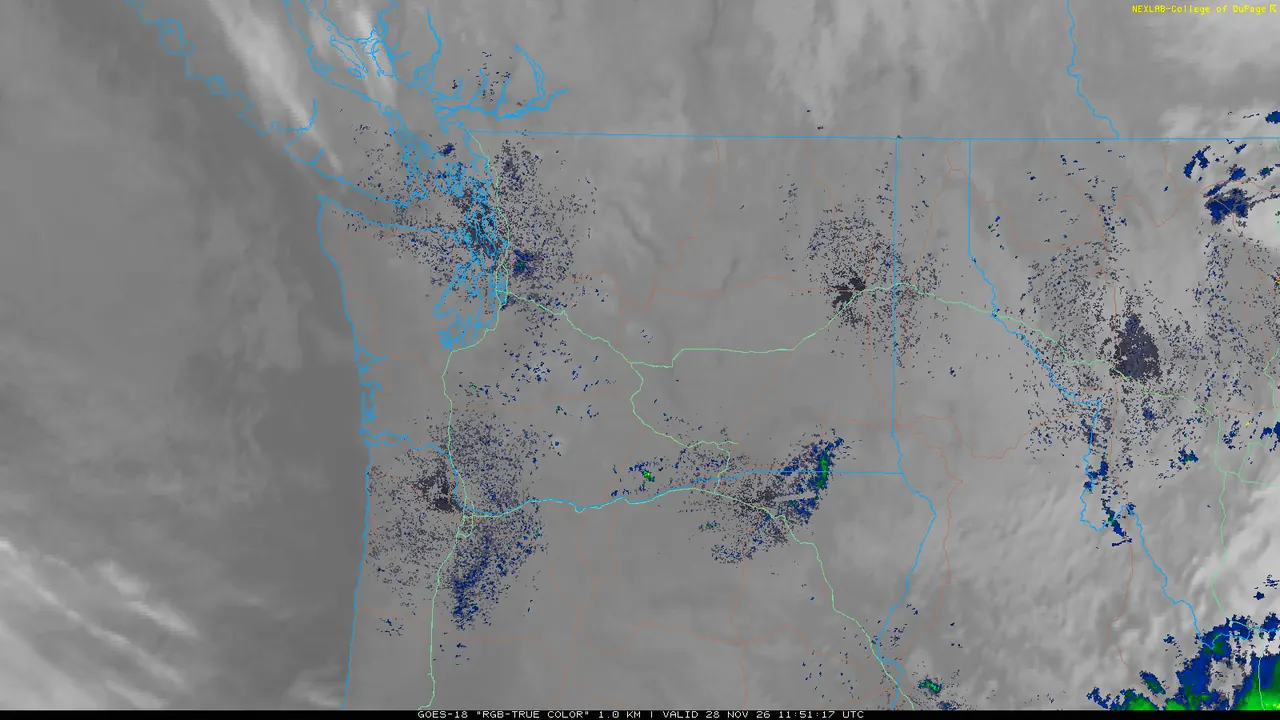 NEXLAB-College of DuPage
GOES-18 "RGB-TRUE COLOR" 1.0 KM | VALID 28 NOV 26 11:51:17 UTC